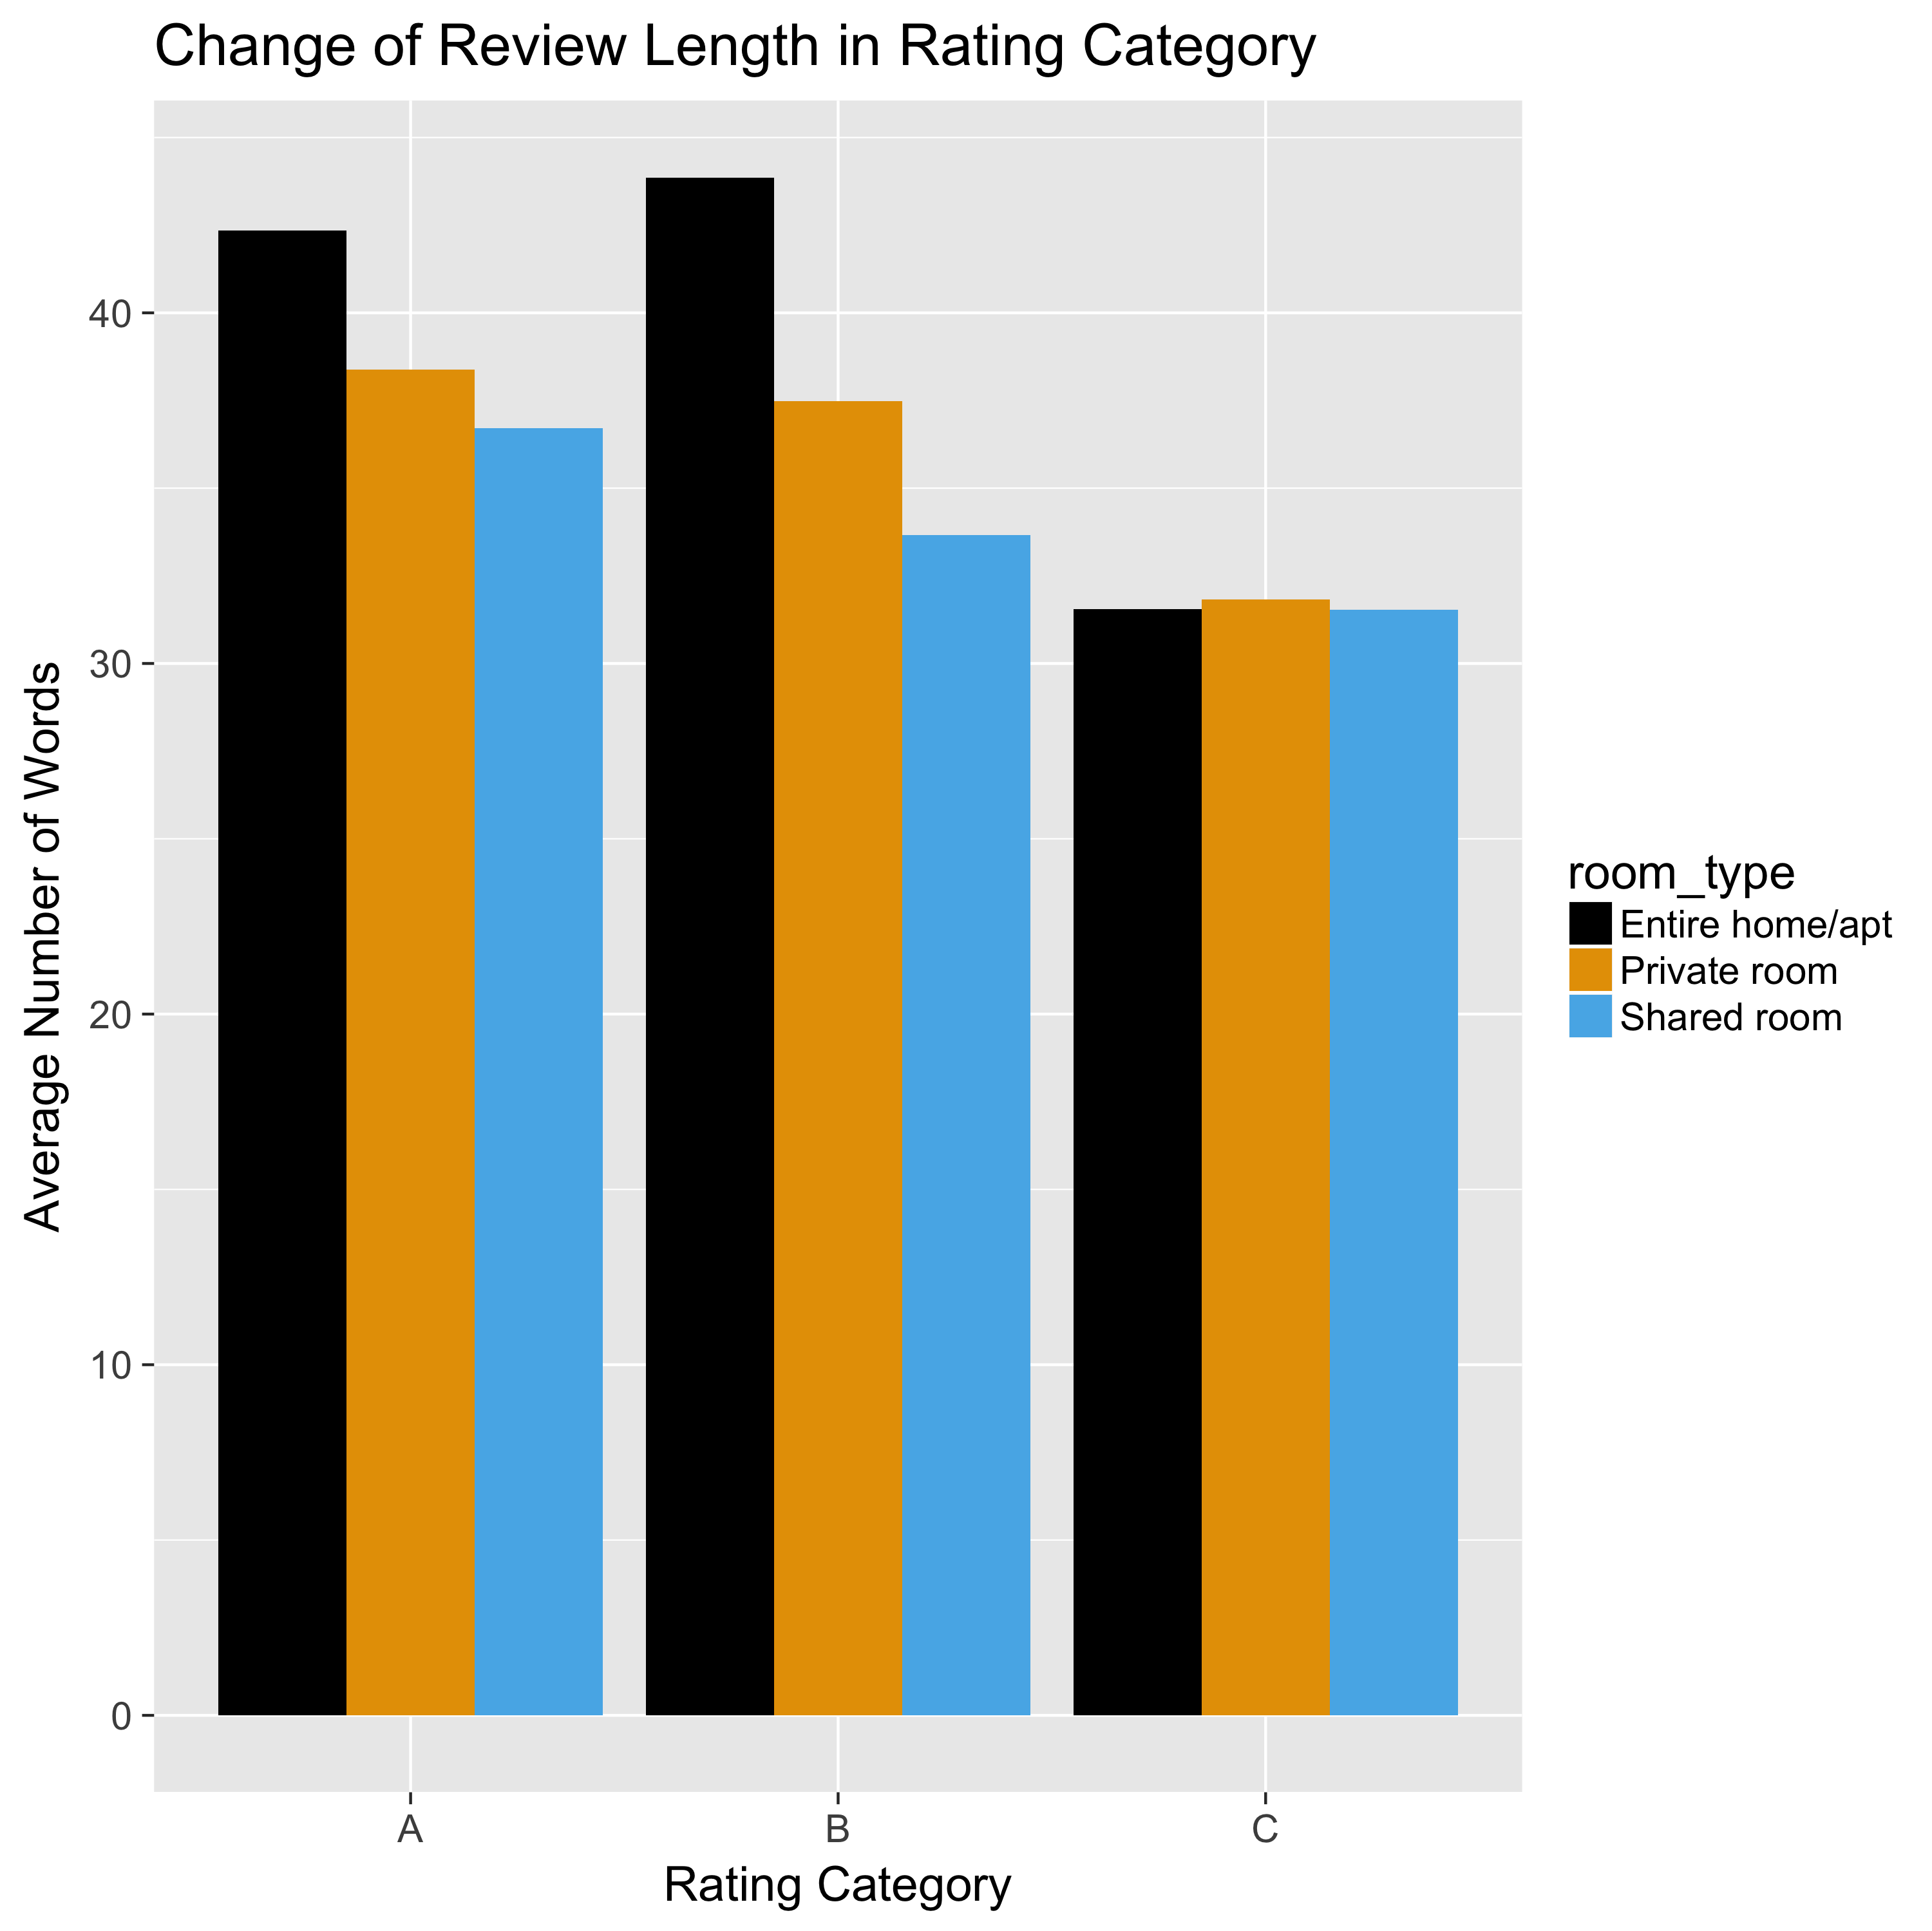 Change of Review Length in Rating Category
Average Number of Words
40
30
20
10
0
A
B
C
Rating Category
room_type
Entire home/apt
Private room
Shared room